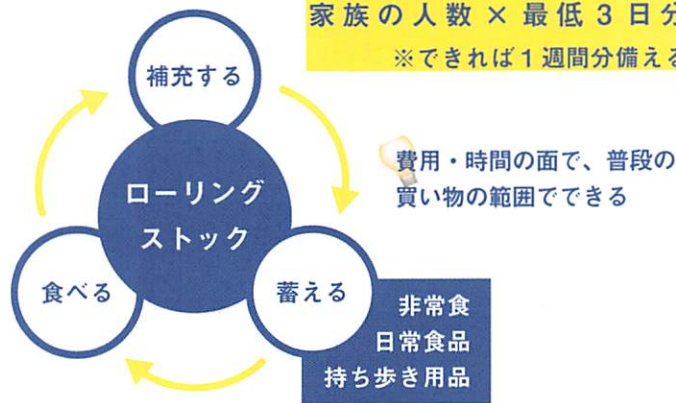 家族の人数×最低3日分
※できれば1週間分備える
補充する
費用・時間の面で、普段の
買い物の範囲でできる
ローリング
ストック
食べる
蓄える
非常食
日常食品
持ち歩き用品